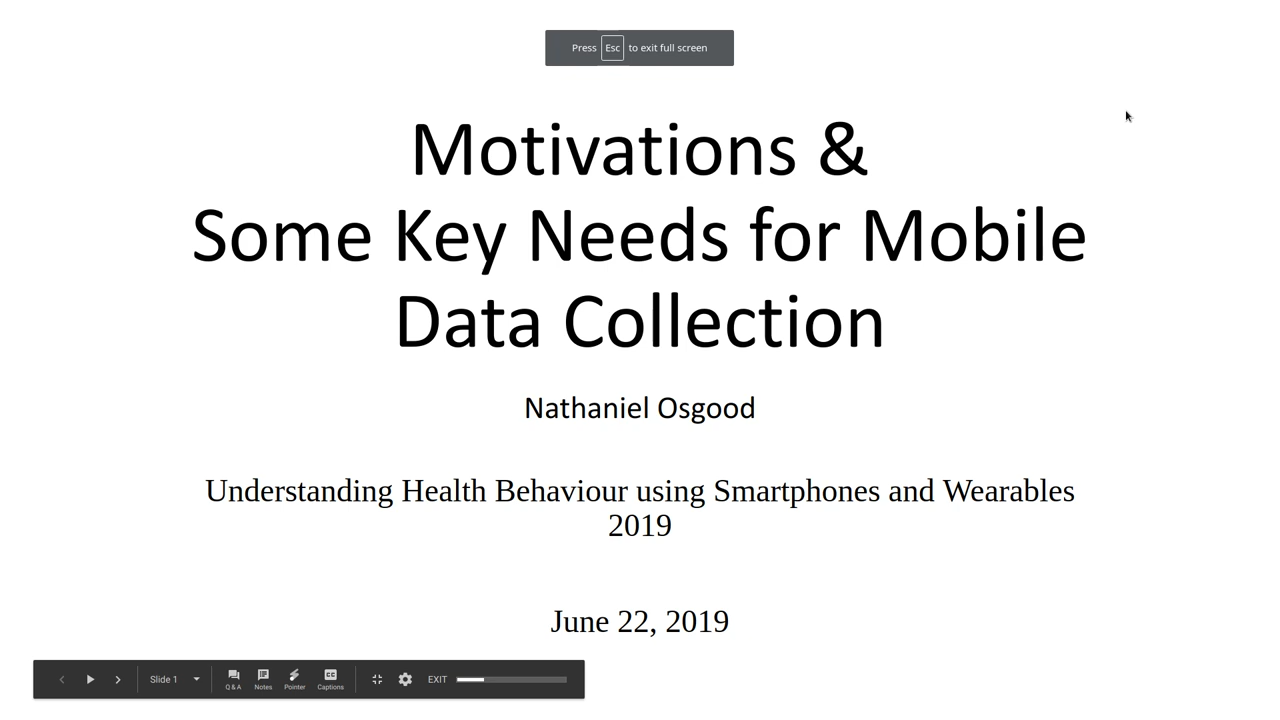 Press Esc to exit full screen
Motivations &
Some Key Needs for Mobile
Data Collection
Nathaniel Osgood
Understanding Health Behaviour using Smartphones and Wearables
2019
June 22, 2019
Slide 1 Q & A Notes Pointer Captions EXIT